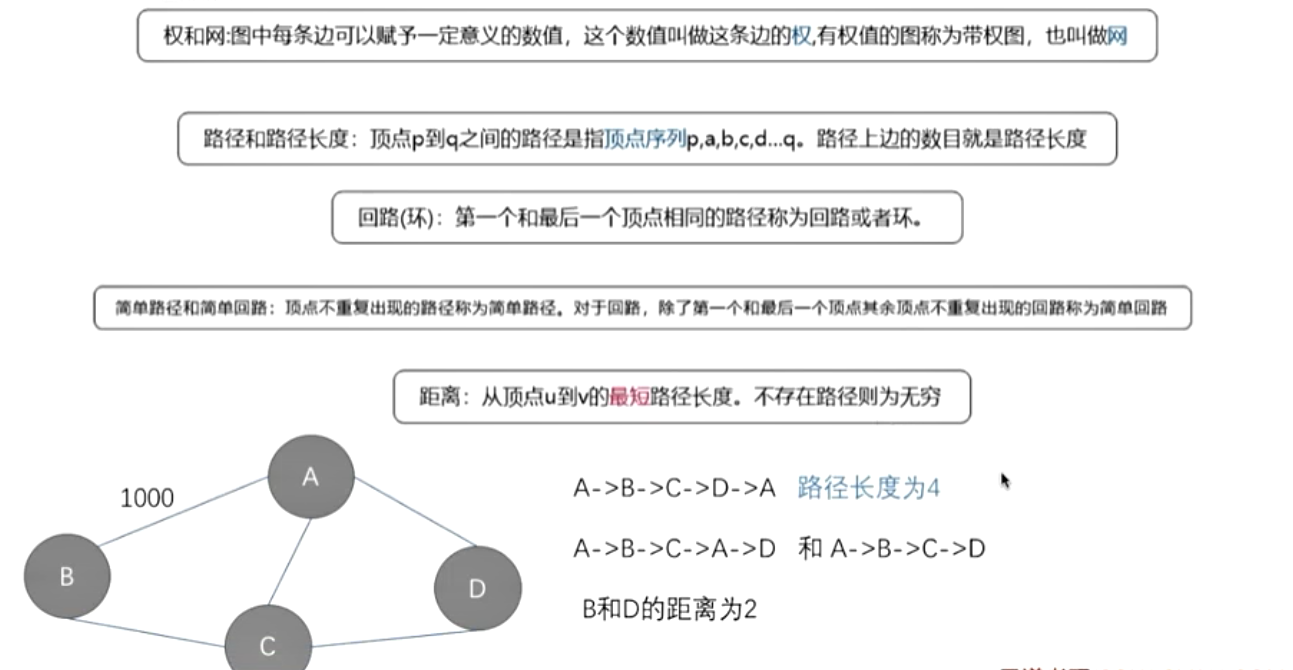 权和网:图中每条边可以赋予一定意义的数值，这个数值叫做这条边的权,有权值的图称为带权图，也叫做网
路径和路径长度：顶点p到q之间的路径是指顶点序列p,a,b,c,d...q。路径上边的数目就是路径长度
回路(环)：第一个和最后一个顶点相同的路径称为回路或者环。
简单路径和简单回路：顶点不重复出现的路径称为简单路径。对于回路，除了第一个和最后一个顶点其余顶点不重复出现的回路称为简单回路
距离：从顶点u到v的最短路径长度。不存在路径则为无穷
A
1000
B
D
C
A->B->C->D->A 路径长度为4
A->B->C->A->D 和 A->B->C->D
B和D的距离为2